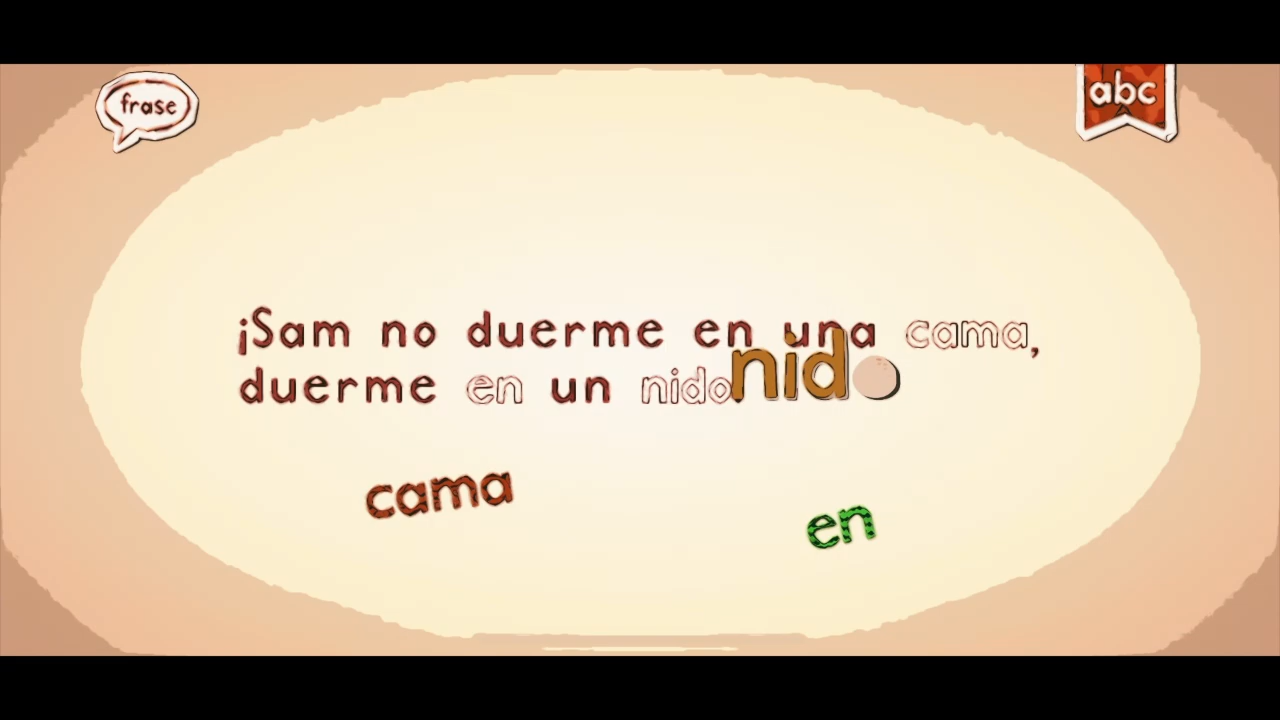 frase
abc
¡Sam no duerme en una cama,
duerme en un nido.
nido
cama
en